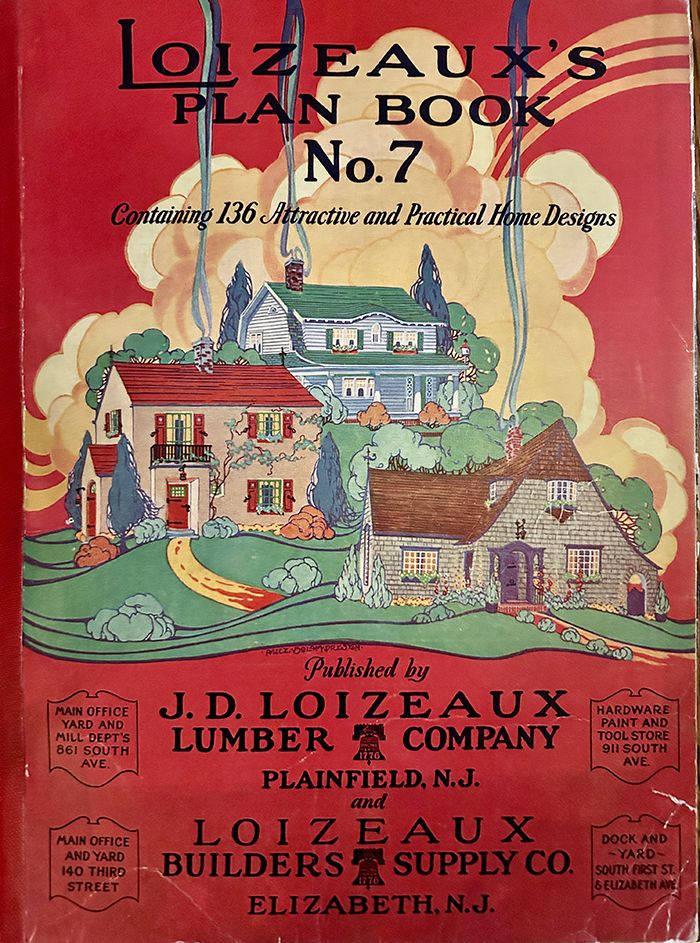 LOIZEAUX'S
PLAN BOOK
No. 7
Containing 136 Attractive and Practical Home Designs
Published by
J. D. LOIZEAUX
LUMBER 1776 COMPANY
PLAINFIELD, N.J.
and
LOIZEAUX
BUILDERS 1776 SUPPLY CO.
ELIZABETH, N.J.
MAIN OFFICE
YARD AND
MILL DEPT'S
861 SOUTH
AVE.
HARDWARE
PAINT AND
TOOL STORE
911 SOUTH
AVE.
MAIN OFFICE
AND YARD
140 THIRD
STREET
DOCK AND
~YARD~
SOUTH FIRST ST.
& ELIZABETH AVE